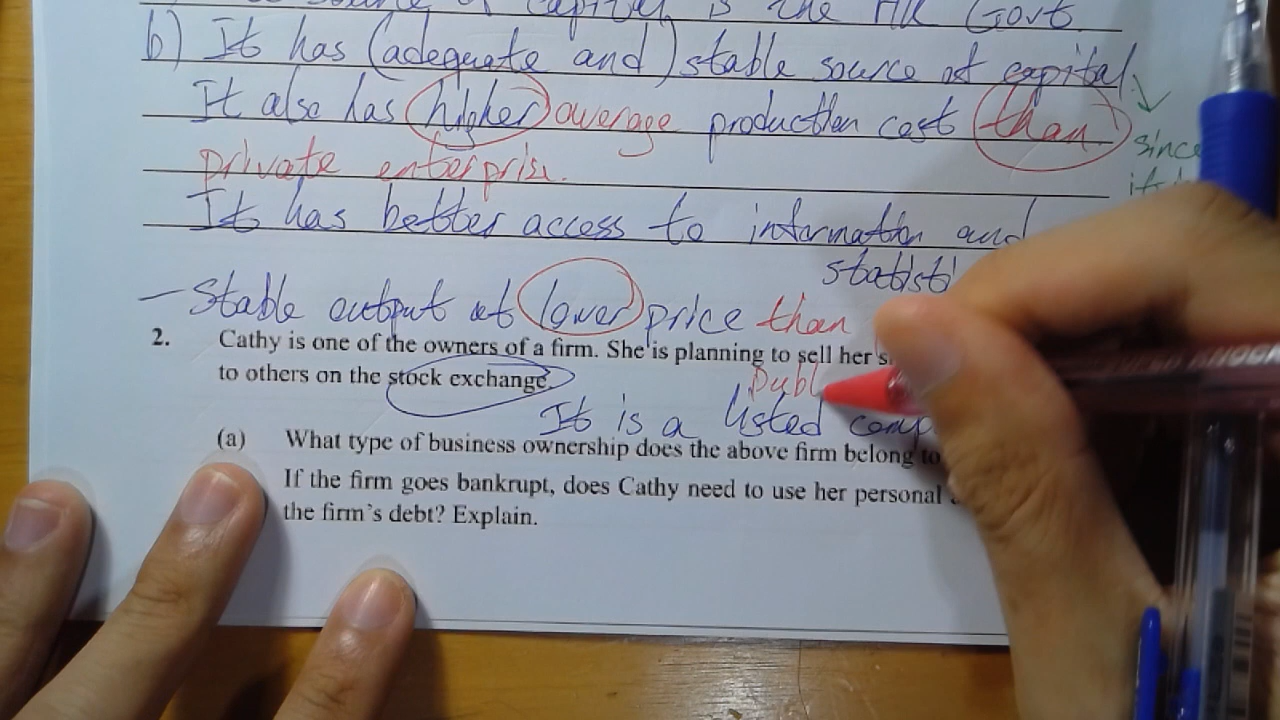 source of capital is the HK Govt.
b) It has (adequate and) stable source of capital.
It also has higher average production cost than
since
private enterprise.
It has better access to information and
statisti
— Stable output at lower price than
2. Cathy is one of the owners of a firm. She is planning to sell her s
to others on the stock exchange.
Publ
It is a listed comp
(a) What type of business ownership does the above firm belong to
If the firm goes bankrupt, does Cathy need to use her personal
the firm's debt? Explain.